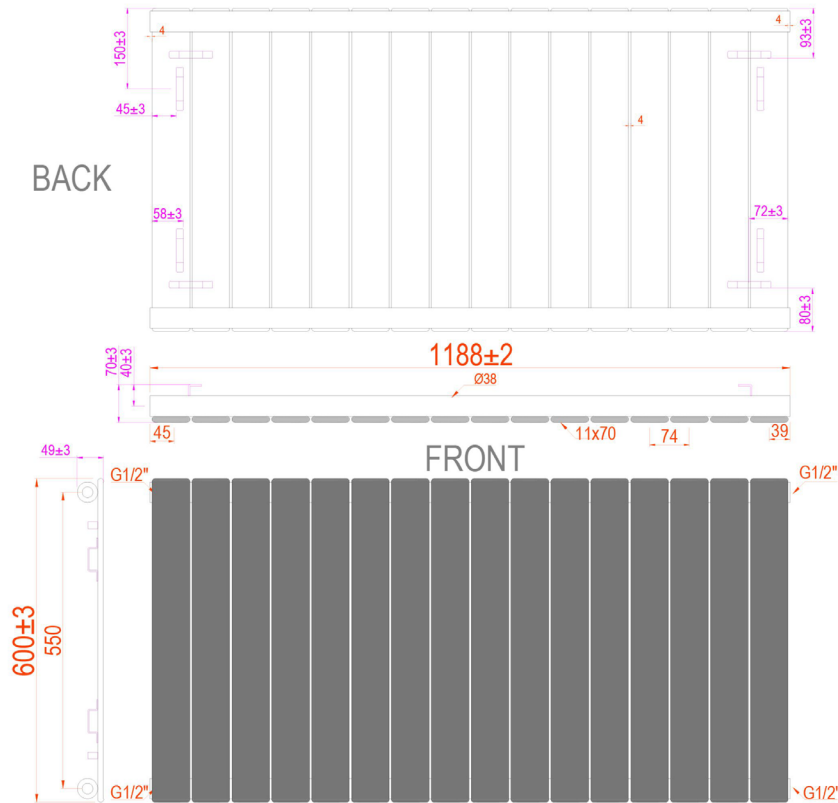 150±3
4
4
93±3
45±3
4
BACK
58±3
72±3
80±3
1188±2
70±3
40±3
Ø38
45
11x70
74
39
FRONT
49±3
G1/2"
G1/2"
600±3
550
G1/2"
G1/2"